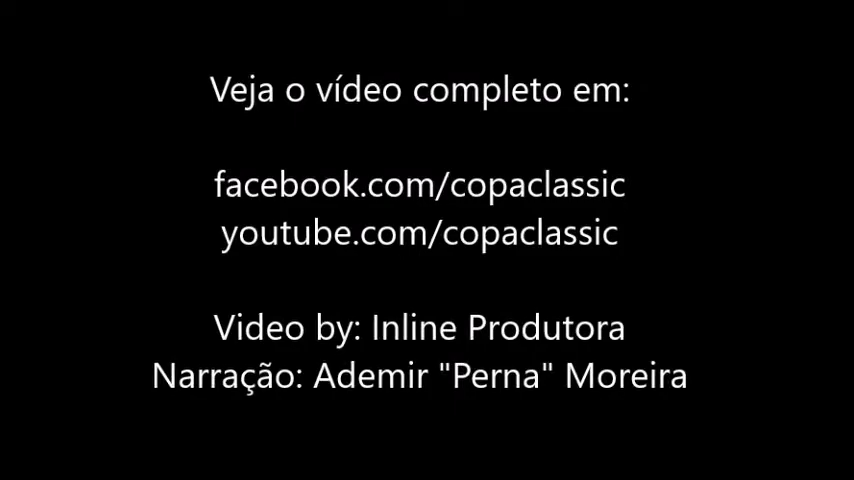 Veja o vídeo completo em:
facebook.com/copaclassic
youtube.com/copaclassic
Video by: Inline Produtora
Narração: Ademir "Perna" Moreira